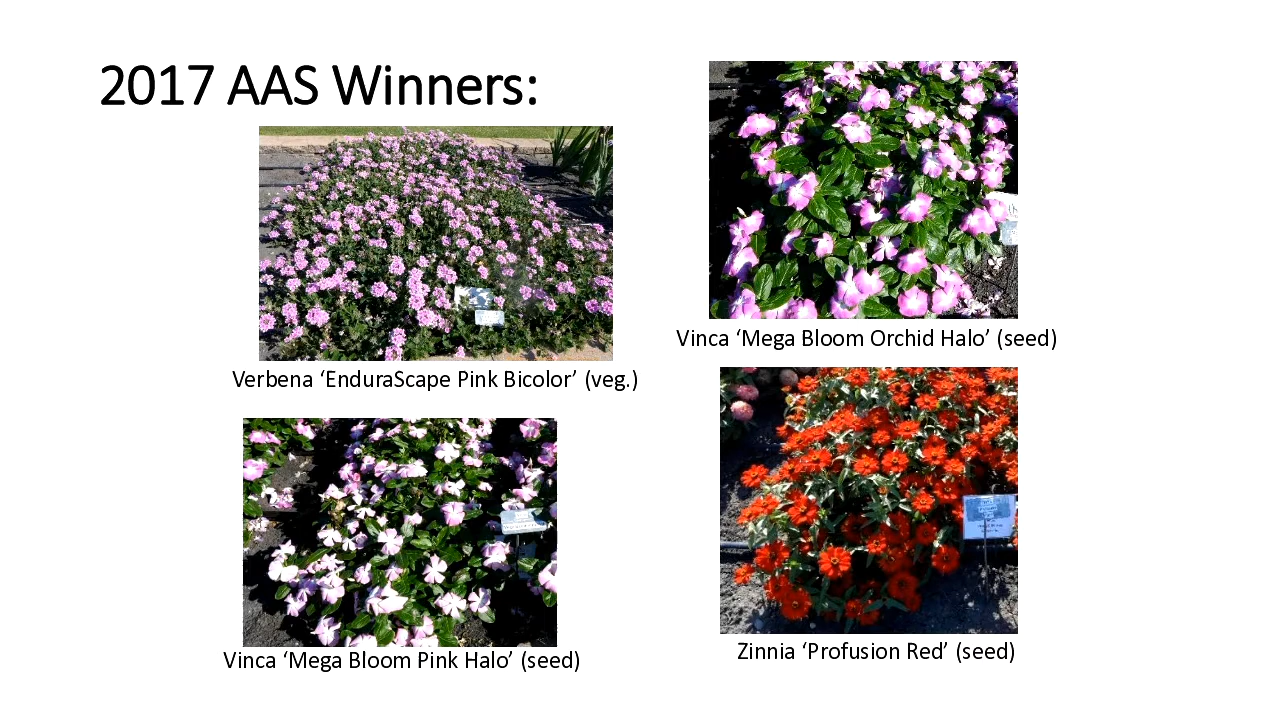 2017 AAS Winners:
Verbena ‘EnduraScape Pink Bicolor’ (veg.)
Vinca ‘Mega Bloom Orchid Halo’ (seed)
Vinca ‘Mega Bloom Pink Halo’ (seed)
Zinnia ‘Profusion Red’ (seed)